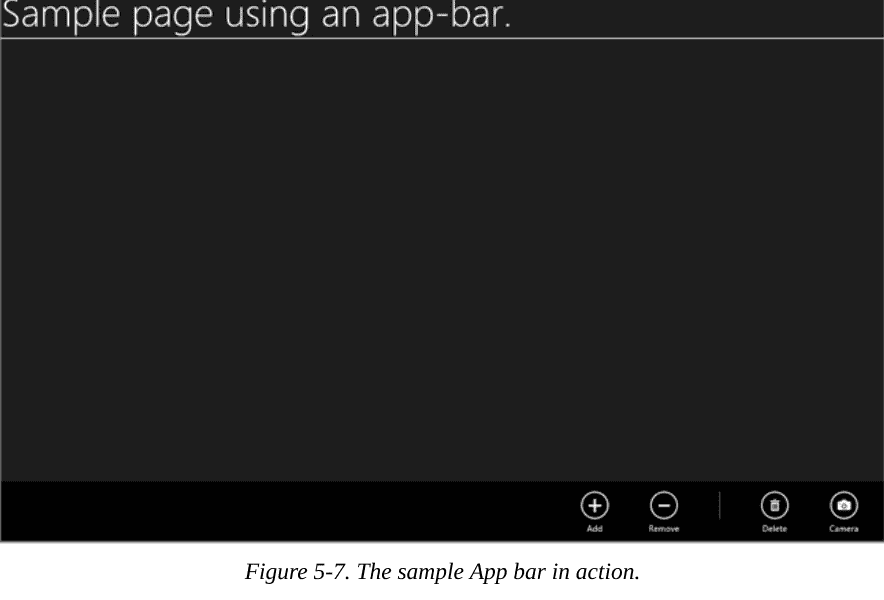 Sample page using an app-bar.
Add Remove Delete Camera
Figure 5-7. The sample App bar in action.